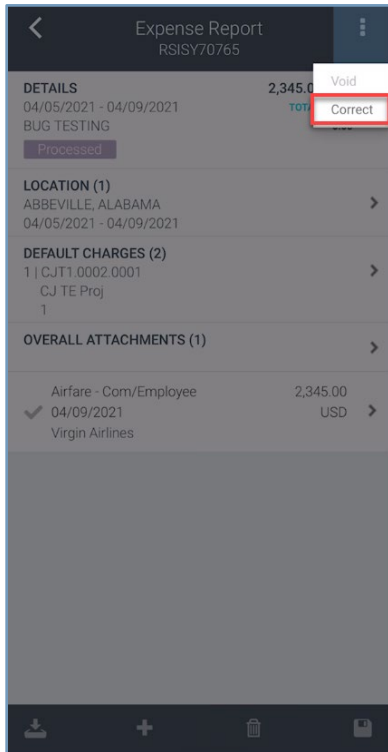 Expense Report
RSISY70765
Void
Correct
DETAILS
2,345.0
04/05/2021 - 04/09/2021
BUG TESTING
Processed
LOCATION (1)
ABBEVILLE, ALABAMA
04/05/2021 - 04/09/2021
DEFAULT CHARGES (2)
1 | CJT1.0002.0001
CJ TE Proj
1
OVERALL ATTACHMENTS (1)
Airfare - Com/Employee 2,345.00
04/09/2021 USD
Virgin Airlines